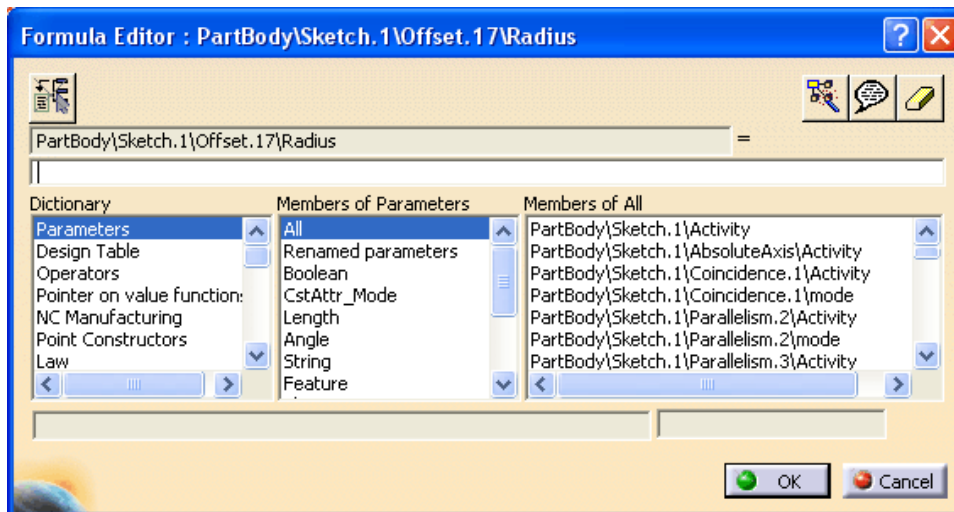 Formula Editor : PartBody\Sketch.1\Offset.17\Radius
PartBody\Sketch.1\Offset.17\Radius =
Dictionary
Parameters
Design Table
Operators
Pointer on value functions
NC Manufacturing
Point Constructors
Law
Members of Parameters
All
Renamed parameters
Boolean
CstAttr_Mode
Length
Angle
String
Feature
Members of All
PartBody\Sketch.1\Activity
PartBody\Sketch.1\AbsoluteAxis\Activity
PartBody\Sketch.1\Coincidence.1\Activity
PartBody\Sketch.1\Coincidence.1\mode
PartBody\Sketch.1\Parallelism.2\Activity
PartBody\Sketch.1\Parallelism.2\mode
PartBody\Sketch.1\Parallelism.3\Activity
OK Cancel